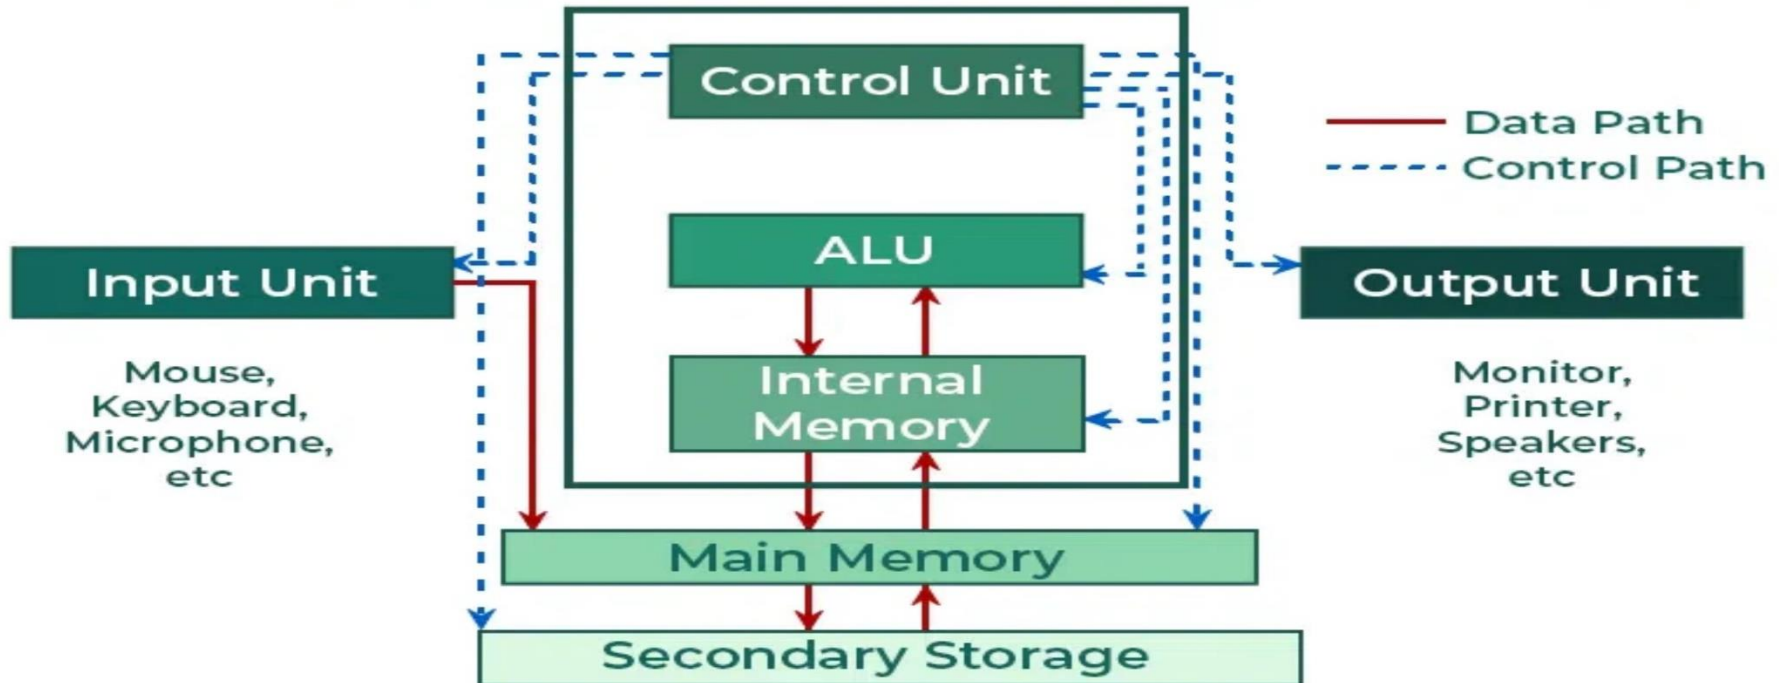 Control Unit
Data Path
Control Path
ALU
Input Unit
Output Unit
Mouse,
Keyboard,
Microphone,
etc
Internal
Memory
Monitor,
Printer,
Speakers,
etc
Main Memory
Secondary Storage